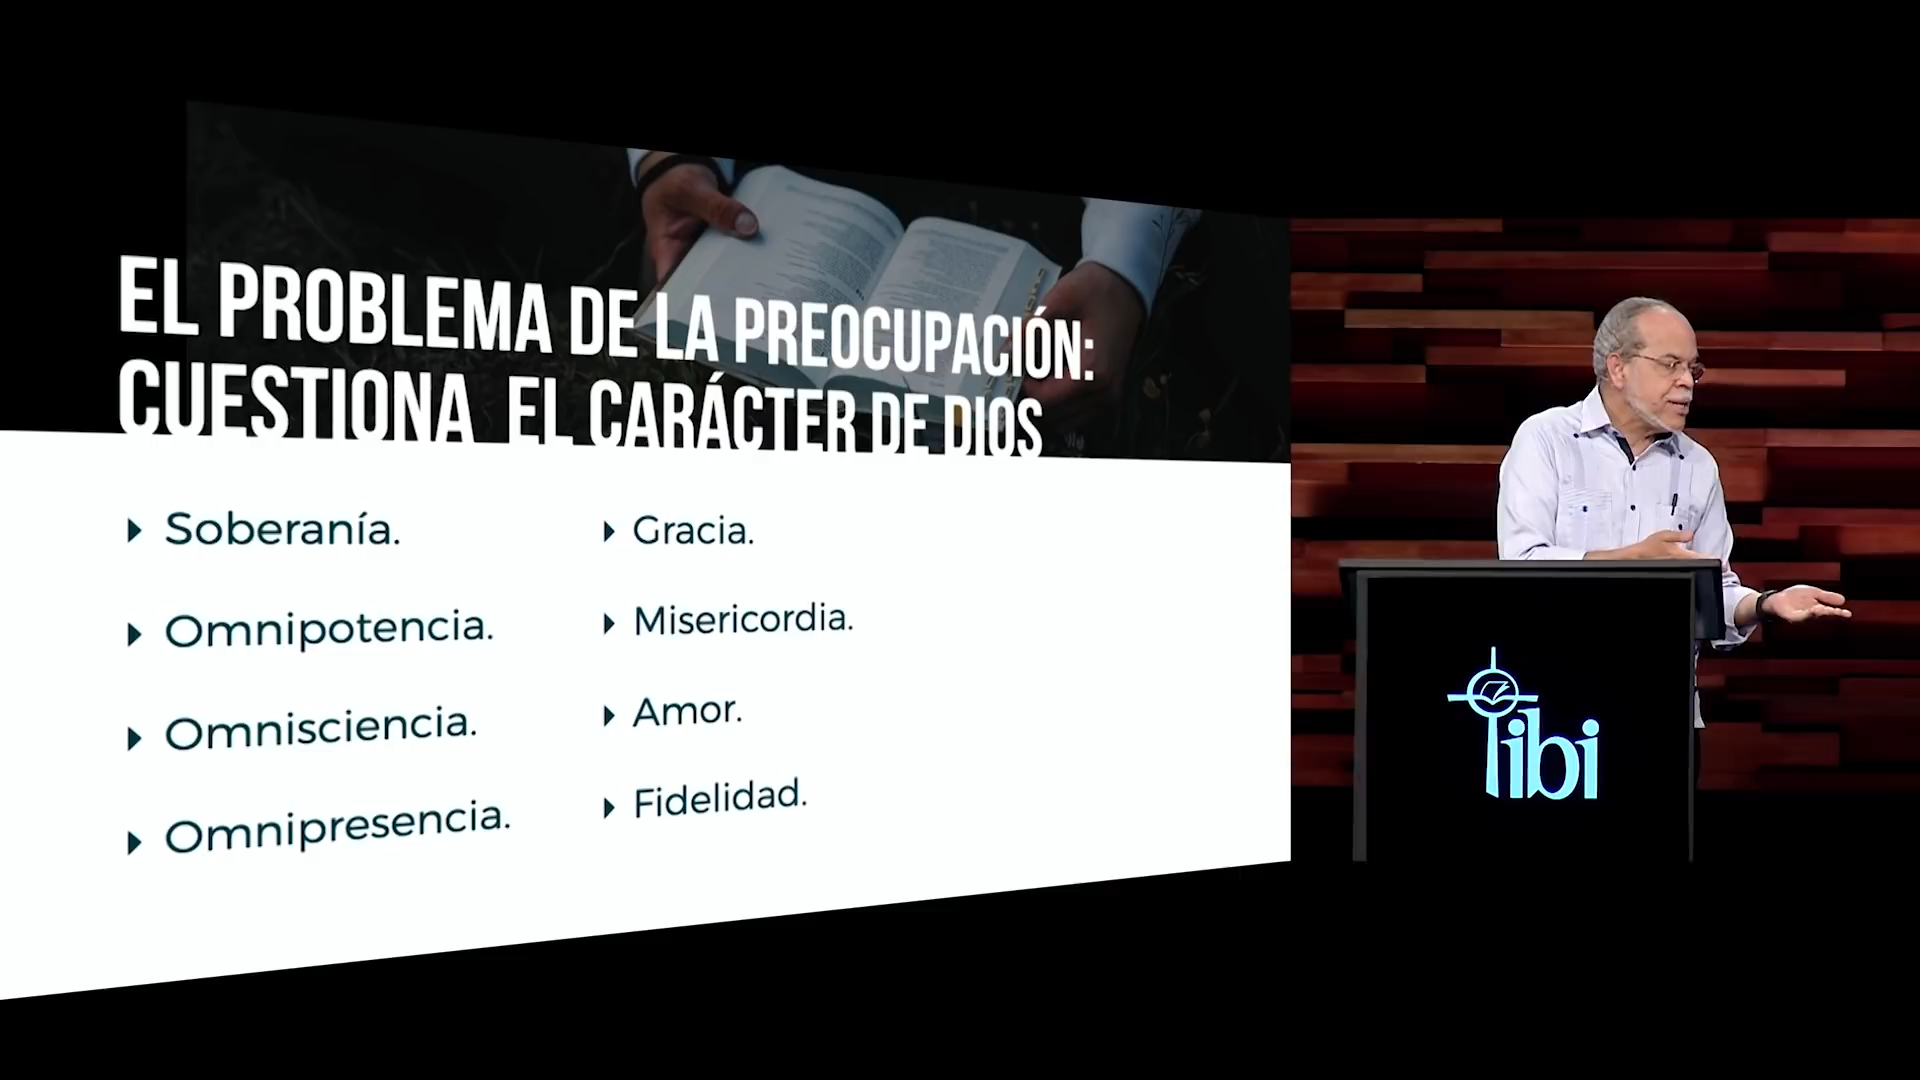 EL PROBLEMA DE LA PREOCUPACIÓN:
CUESTIONA EL CARÁCTER DE DIOS
Soberanía.
Omnipotencia.
Omnisciencia.
Omnipresencia.
Gracia.
Misericordia.
Amor.
Fidelidad.
ibi